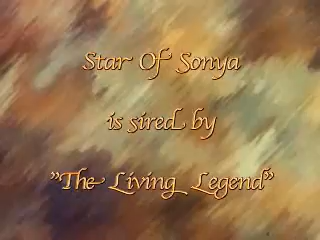 Star Of Sonya
is sired by
"The Living Legend"